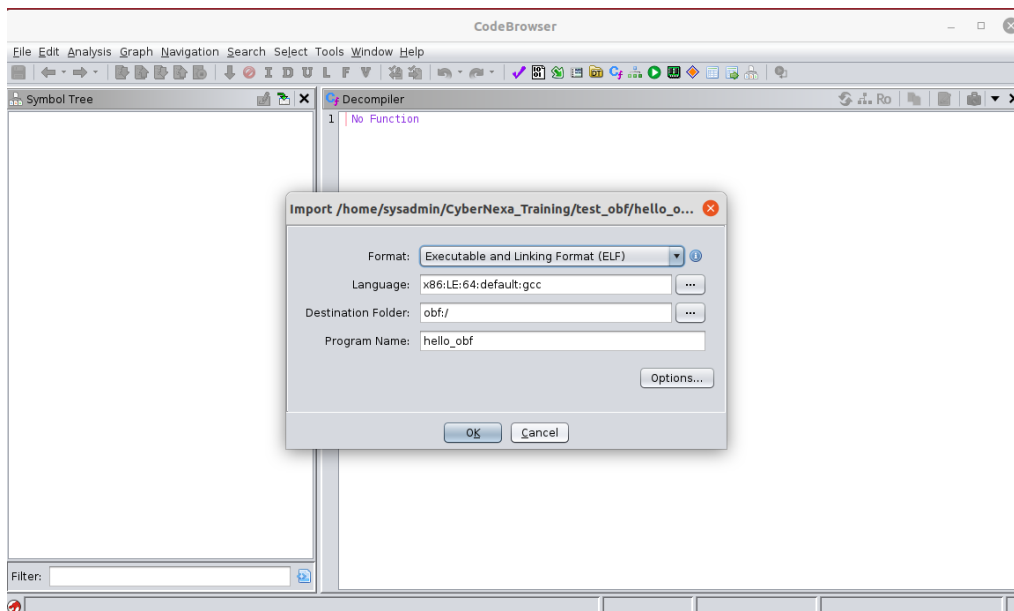 CodeBrowser
File Edit Analysis Graph Navigation Search Select Tools Window Help
I D U L F V
Symbol Tree
Cf Decompiler
Ro
1 No Function
Import /home/sysadmin/CyberNexa_Training/test_obf/hello_o...
Format: Executable and Linking Format (ELF)
Language: x86:LE:64:default:gcc ...
Destination Folder: obf:/ ...
Program Name: hello_obf
Options...
OK Cancel
Filter: